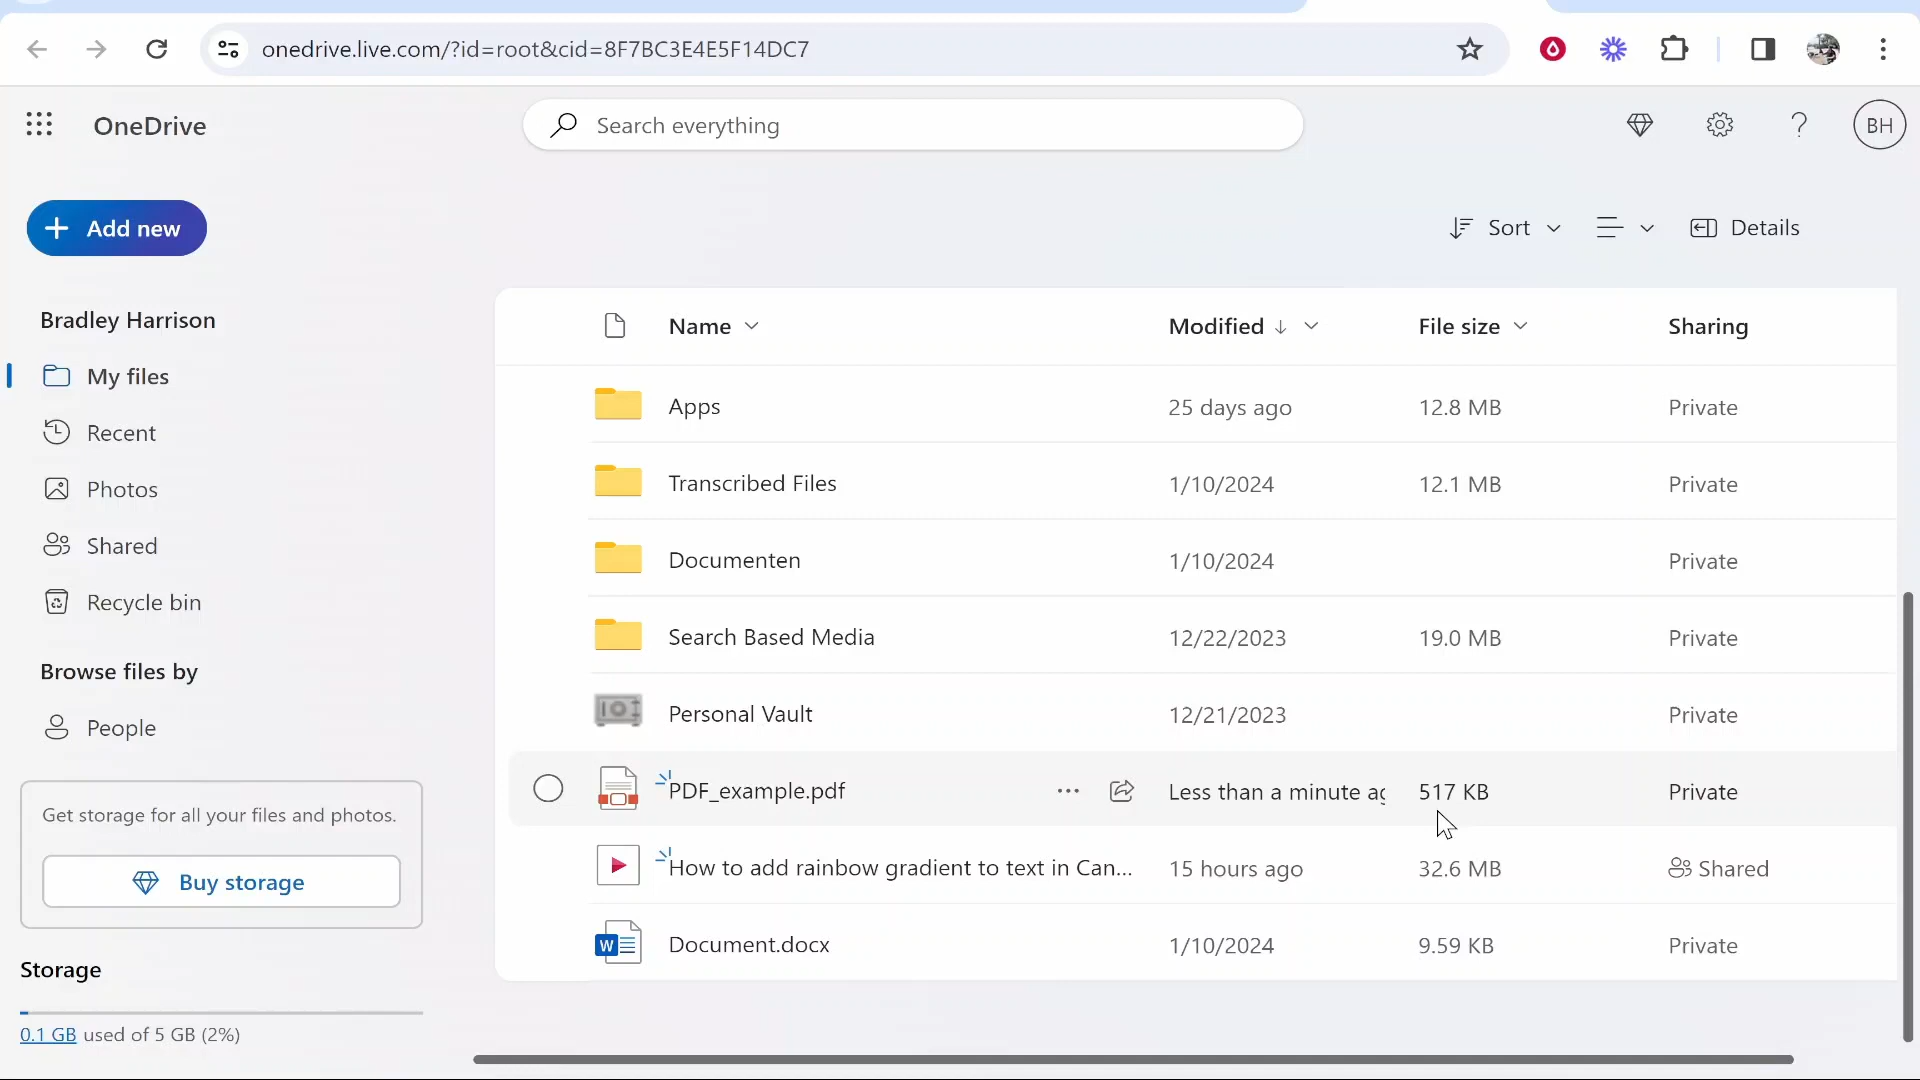 onedrive.live.com/?id=root&cid=8F7BC3E4E5F14DC7
OneDrive
Search everything
BH
Add new
Sort
Details
Bradley Harrison
My files
Recent
Photos
Shared
Recycle bin
Browse files by
People
Get storage for all your files and photos.
Buy storage
Storage
0.1 GB used of 5 GB (2%)
Name Modified File size Sharing
Apps 25 days ago 12.8 MB Private
Transcribed Files 1/10/2024 12.1 MB Private
Documenten 1/10/2024 Private
Search Based Media 12/22/2023 19.0 MB Private
Personal Vault 12/21/2023 Private
PDF_example.pdf Less than a minute ag 517 KB Private
How to add rainbow gradient to text in Can... 15 hours ago 32.6 MB Shared
W Document.docx 1/10/2024 9.59 KB Private